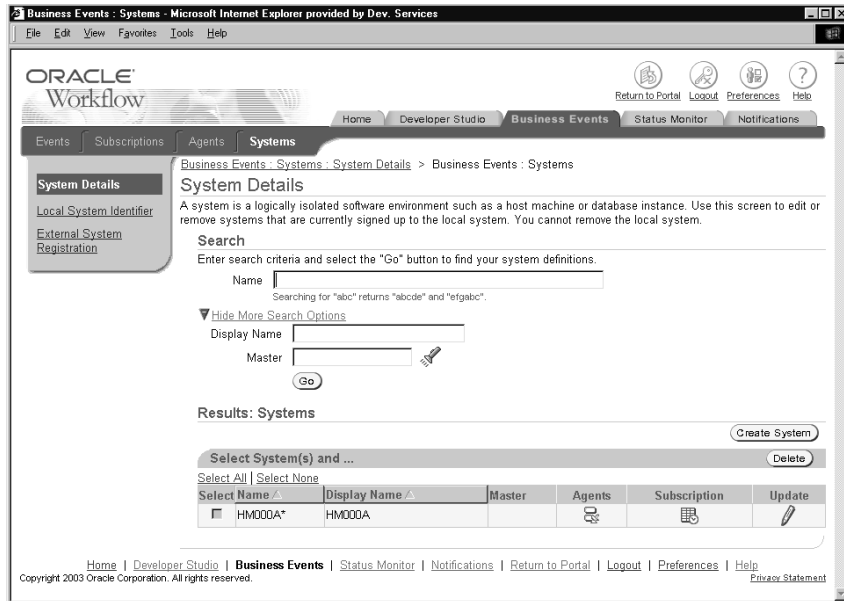 Business Events : Systems - Microsoft Internet Explorer provided by Dev. Services
File Edit View Favorites Tools Help
ORACLE
Workflow
Return to Portal Logout Preferences Help
Home Developer Studio Business Events Status Monitor Notifications
Events Subscriptions Agents Systems
System Details
Local System Identifier
External System
Registration
Business Events : Systems : System Details > Business Events : Systems
System Details
A system is a logically isolated software environment such as a host machine or database instance. Use this screen to edit or
remove systems that are currently signed up to the local system. You cannot remove the local system.
Search
Enter search criteria and select the "Go" button to find your system definitions.
Name
Searching for "abc" returns "abcde" and "efgabc".
Hide More Search Options
Display Name
Master
Go
Results: Systems
Create System
Select System(s) and ...
Delete
Select All | Select None
Select Name Display Name Master Agents Subscription Update
HM000A* HM000A
Home | Developer Studio | Business Events | Status Monitor | Notifications | Return to Portal | Logout | Preferences | Help
Copyright 2003 Oracle Corporation. All rights reserved.
Privacy Statement